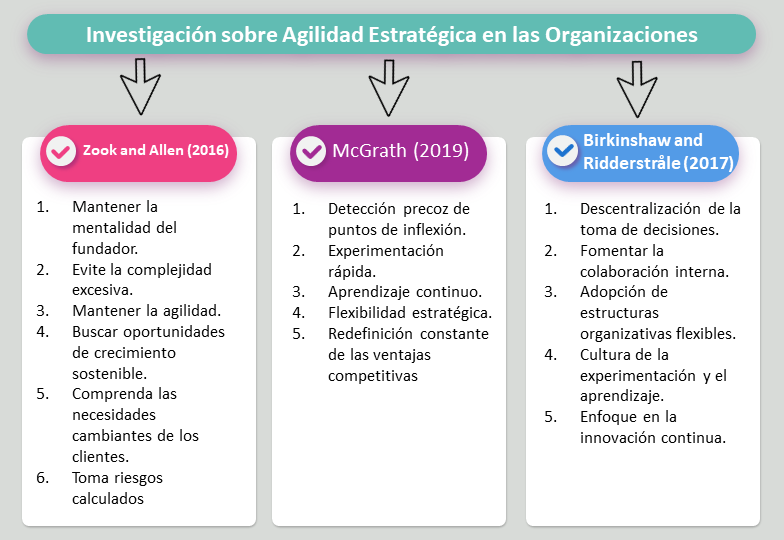 Investigación sobre Agilidad Estratégica en las Organizaciones
Zook and Allen (2016)
1. Mantener la
mentalidad del
fundador.
2. Evite la complejidad
excesiva.
3. Mantener la agilidad.
4. Buscar oportunidades
de crecimiento
sostenible.
5. Comprenda las
necesidades
cambiantes de los
clientes.
6. Toma riesgos
calculados
McGrath (2019)
1. Detección precoz de
puntos de inflexión.
2. Experimentación
rápida.
3. Aprendizaje continuo.
4. Flexibilidad estratégica.
5. Redefinición constante
de las ventajas
competitivas
Birkinshaw and
Ridderstråle (2017)
1. Descentralización de la
toma de decisiones.
2. Fomentar la
colaboración interna.
3. Adopción de
estructuras
organizativas flexibles.
4. Cultura de la
experimentación y el
aprendizaje.
5. Enfoque en la
innovación continua.